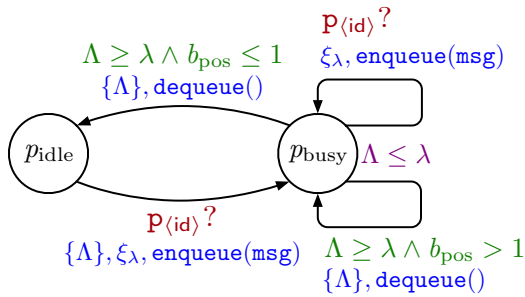 p⟨id⟩?
ξ_λ, enqueue(msg)
Λ ≥ λ ∧ b_pos ≤ 1
{Λ}, dequeue()
p_idle
p_busy
Λ ≤ λ
p⟨id⟩?
{Λ}, ξ_λ, enqueue(msg)
Λ ≥ λ ∧ b_pos > 1
{Λ}, dequeue()